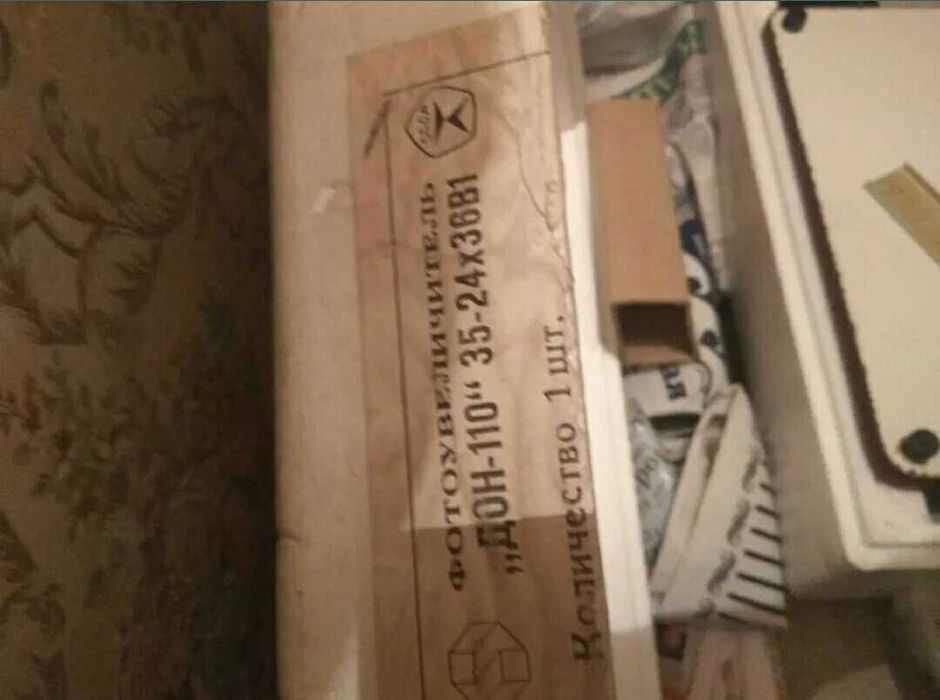 ФОТОУВЕЛИЧИТЕЛЬ
„ДОН-110“ 35-24х36В1
Количество 1 шт.